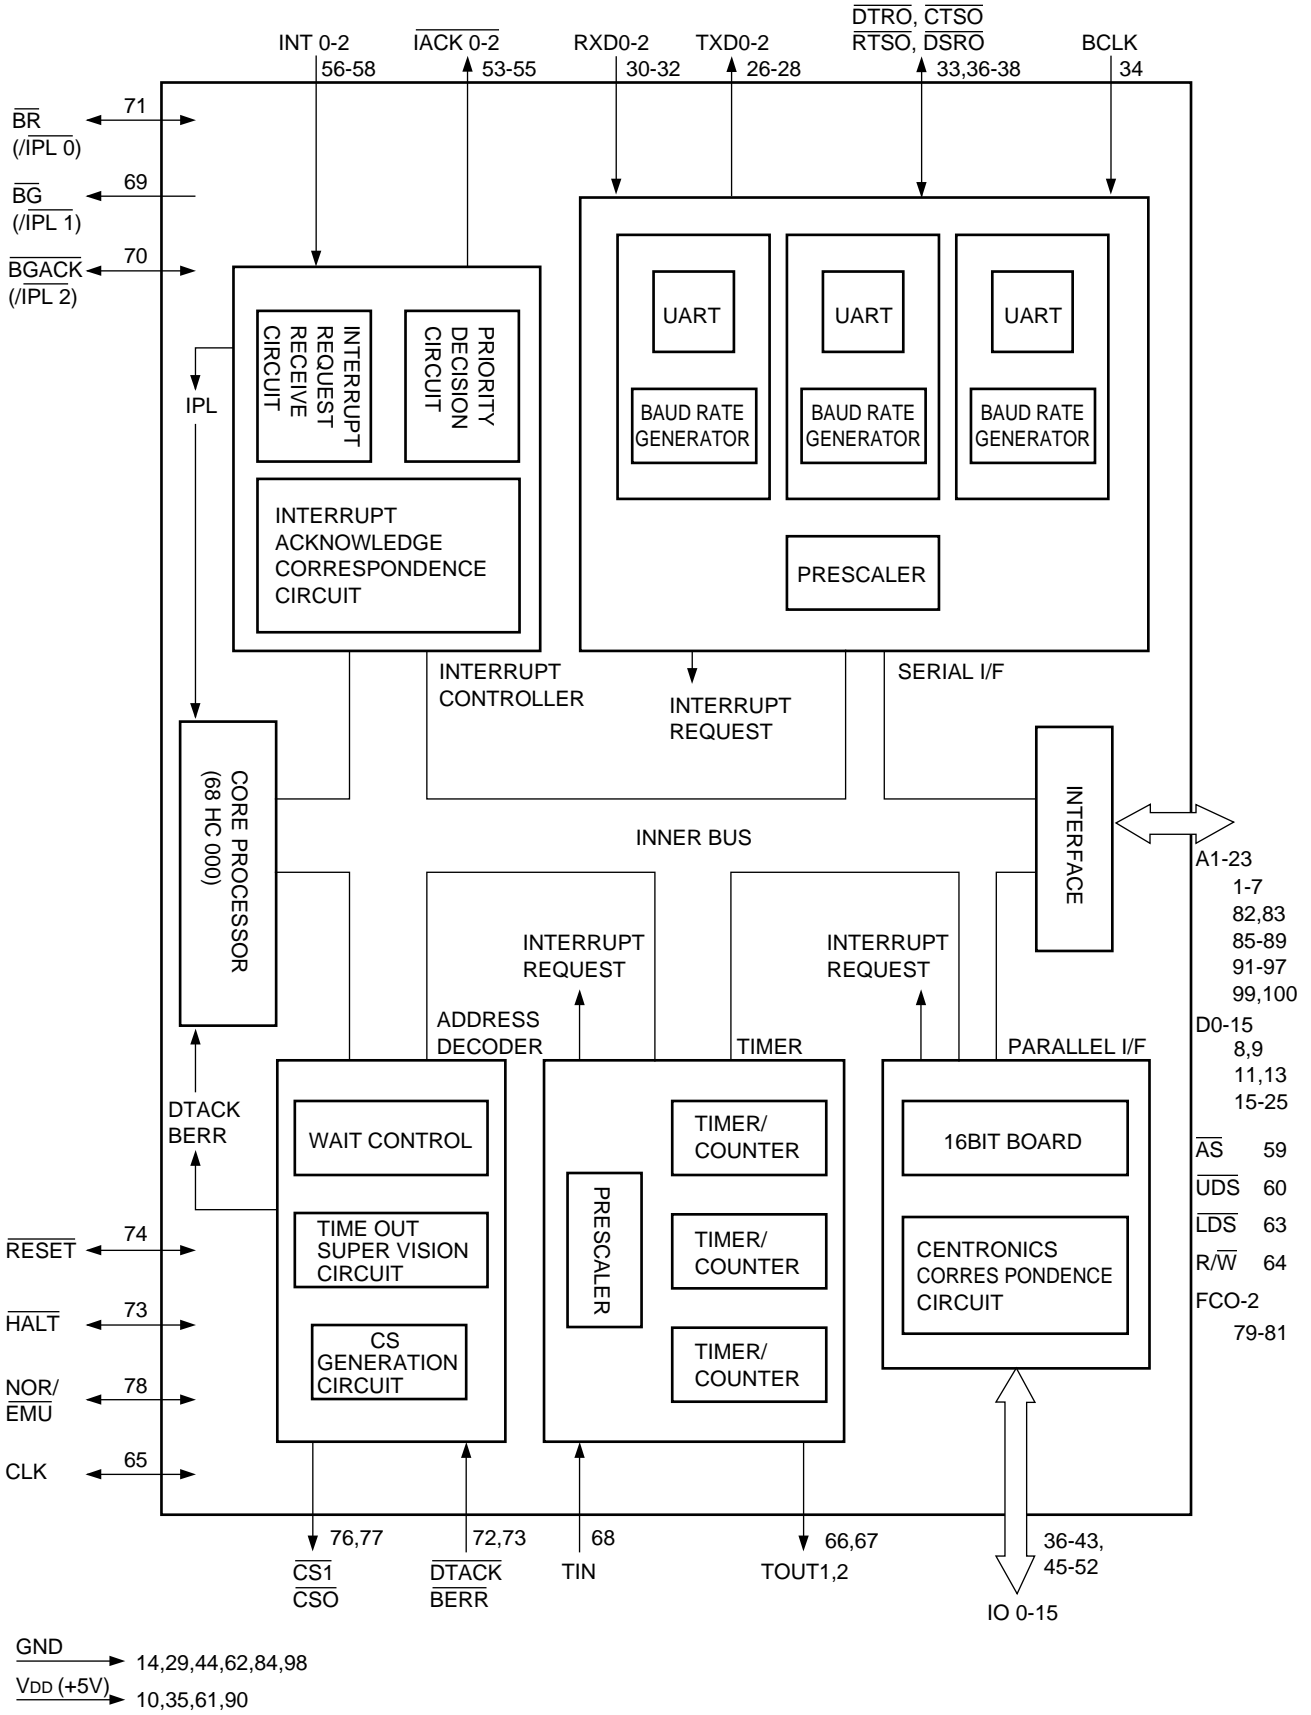 DTRO, CTSO
INT 0-2
IACK 0-2
RXD0-2
TXD0-2
RTSO, DSRO
BCLK
56-58
53-55
30-32
26-28
33,36-38
34
71
BR
(/IPL 0)
69
BG
(/IPL 1)
70
BGACK
(/IPL 2)
INTERRUPT
REQUEST
RECEIVE
CIRCUIT
PRIORITY
DECISION
CIRCUIT
IPL
INTERRUPT
ACKNOWLEDGE
CORRESPONDENCE
CIRCUIT
INTERRUPT
CONTROLLER
UART
UART
UART
BAUD RATE
GENERATOR
BAUD RATE
GENERATOR
BAUD RATE
GENERATOR
PRESCALER
SERIAL I/F
INTERRUPT
REQUEST
CORE PROCESSOR
(68 HC 000)
INNER BUS
INTERFACE
A1-23
1-7
82,83
85-89
91-97
99,100
D0-15
8,9
11,13
15-25
AS 59
UDS 60
LDS 63
R/W 64
FCO-2
79-81
INTERRUPT
REQUEST
INTERRUPT
REQUEST
ADDRESS
DECODER
TIMER
PARALLEL I/F
DTACK
BERR
WAIT CONTROL
TIME OUT
SUPER VISION
CIRCUIT
CS
GENERATION
CIRCUIT
PRESCALER
TIMER/
COUNTER
TIMER/
COUNTER
TIMER/
COUNTER
16BIT BOARD
CENTRONICS
CORRES PONDENCE
CIRCUIT
74
RESET
73
HALT
78
NOR/
EMU
65
CLK
76,77
CS1
CSO
72,73
DTACK
BERR
68
TIN
66,67
TOUT1,2
36-43,
45-52
IO 0-15
GND
14,29,44,62,84,98
VDD (+5V)
10,35,61,90